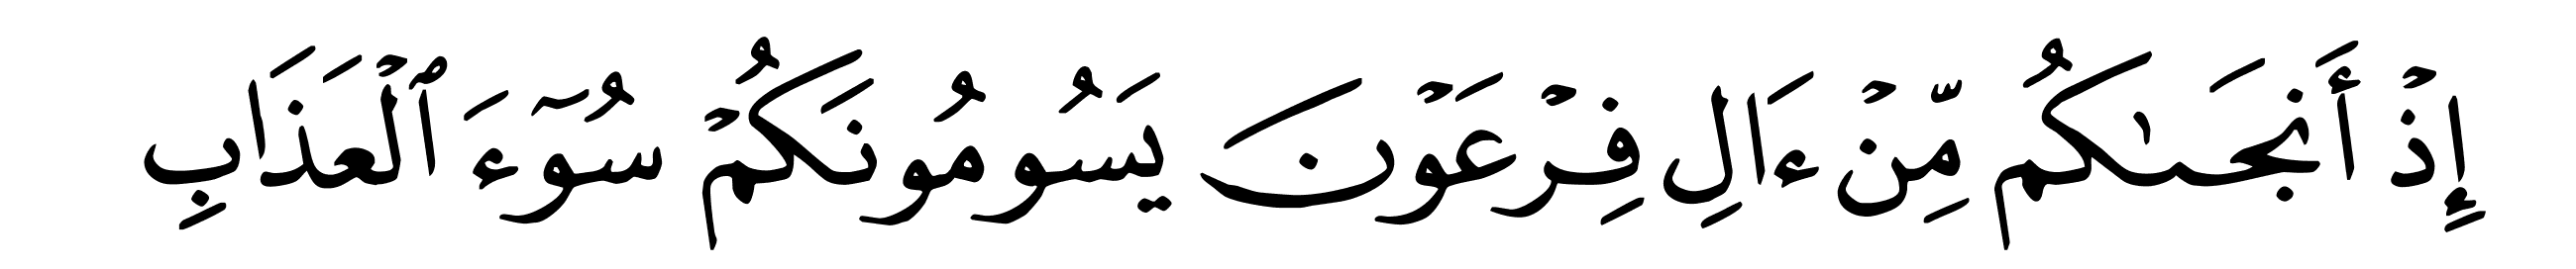 إِذۡ أَنجَىٰكُم مِّنۡ ءَالِ فِرۡعَوۡنَ يَسُومُونَكُمۡ سُوٓءَ ٱلۡعَذَابِ